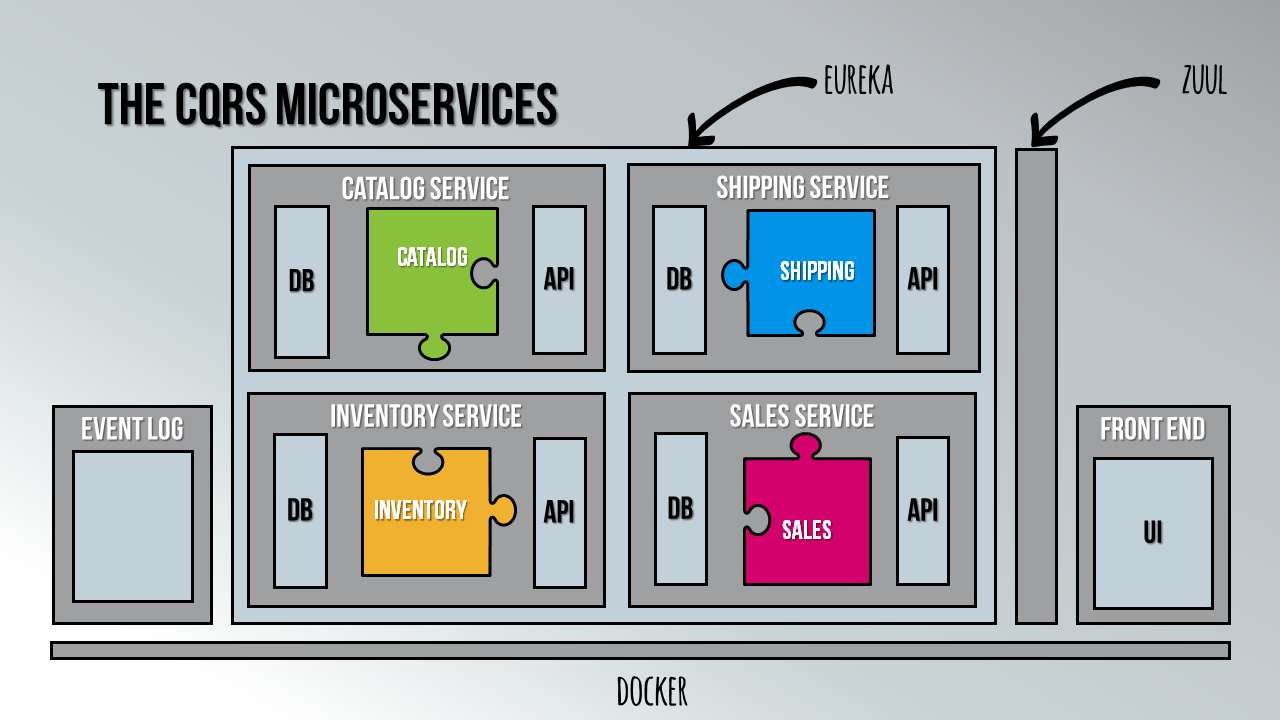 THE CQRS MICROSERVICES
EUREKA
ZUUL
CATALOG SERVICE
DB
CATALOG
API
SHIPPING SERVICE
DB
SHIPPING
API
INVENTORY SERVICE
DB
INVENTORY
API
SALES SERVICE
DB
SALES
API
EVENT LOG
FRONT END
UI
DOCKER